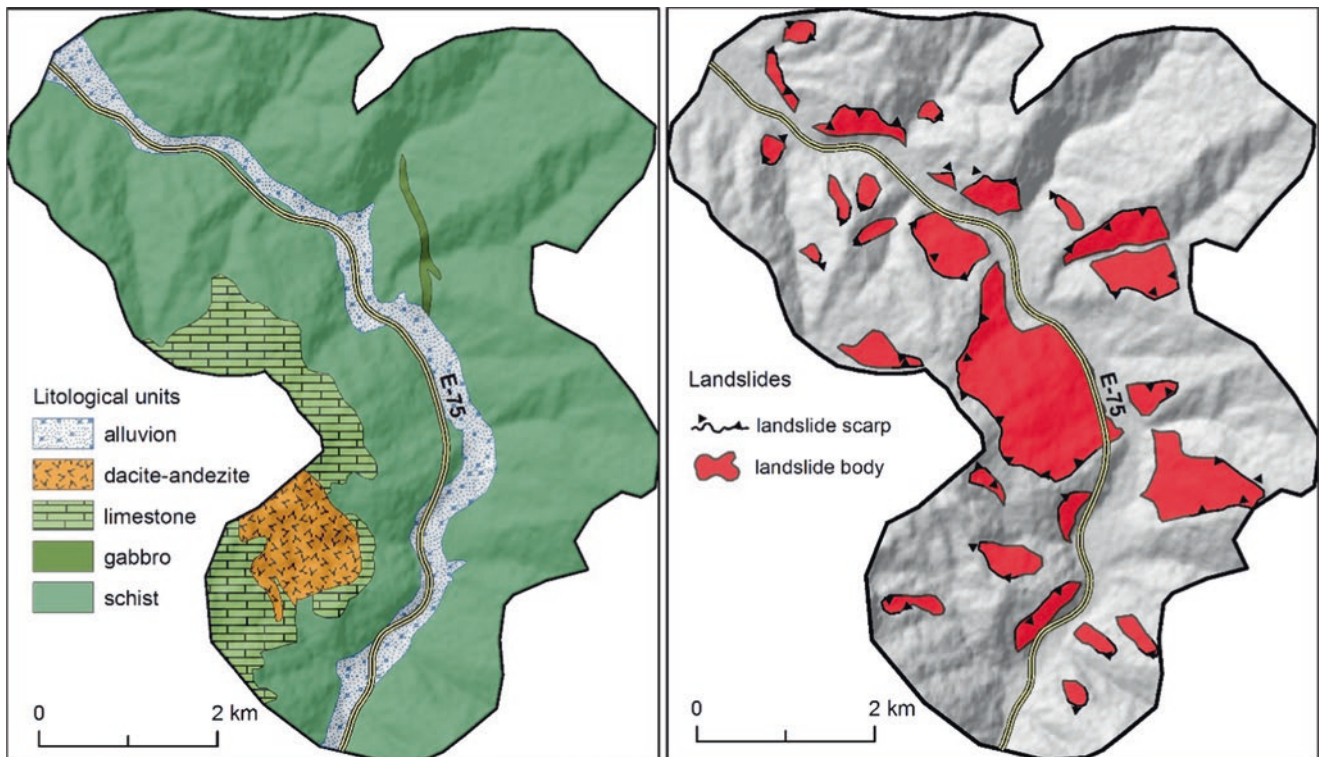 E-75
Litological units
alluvion
dacite-andezite
limestone
gabbro
schist
0
2 km
E-75
Landslides
landslide scarp
landslide body
0
2 km